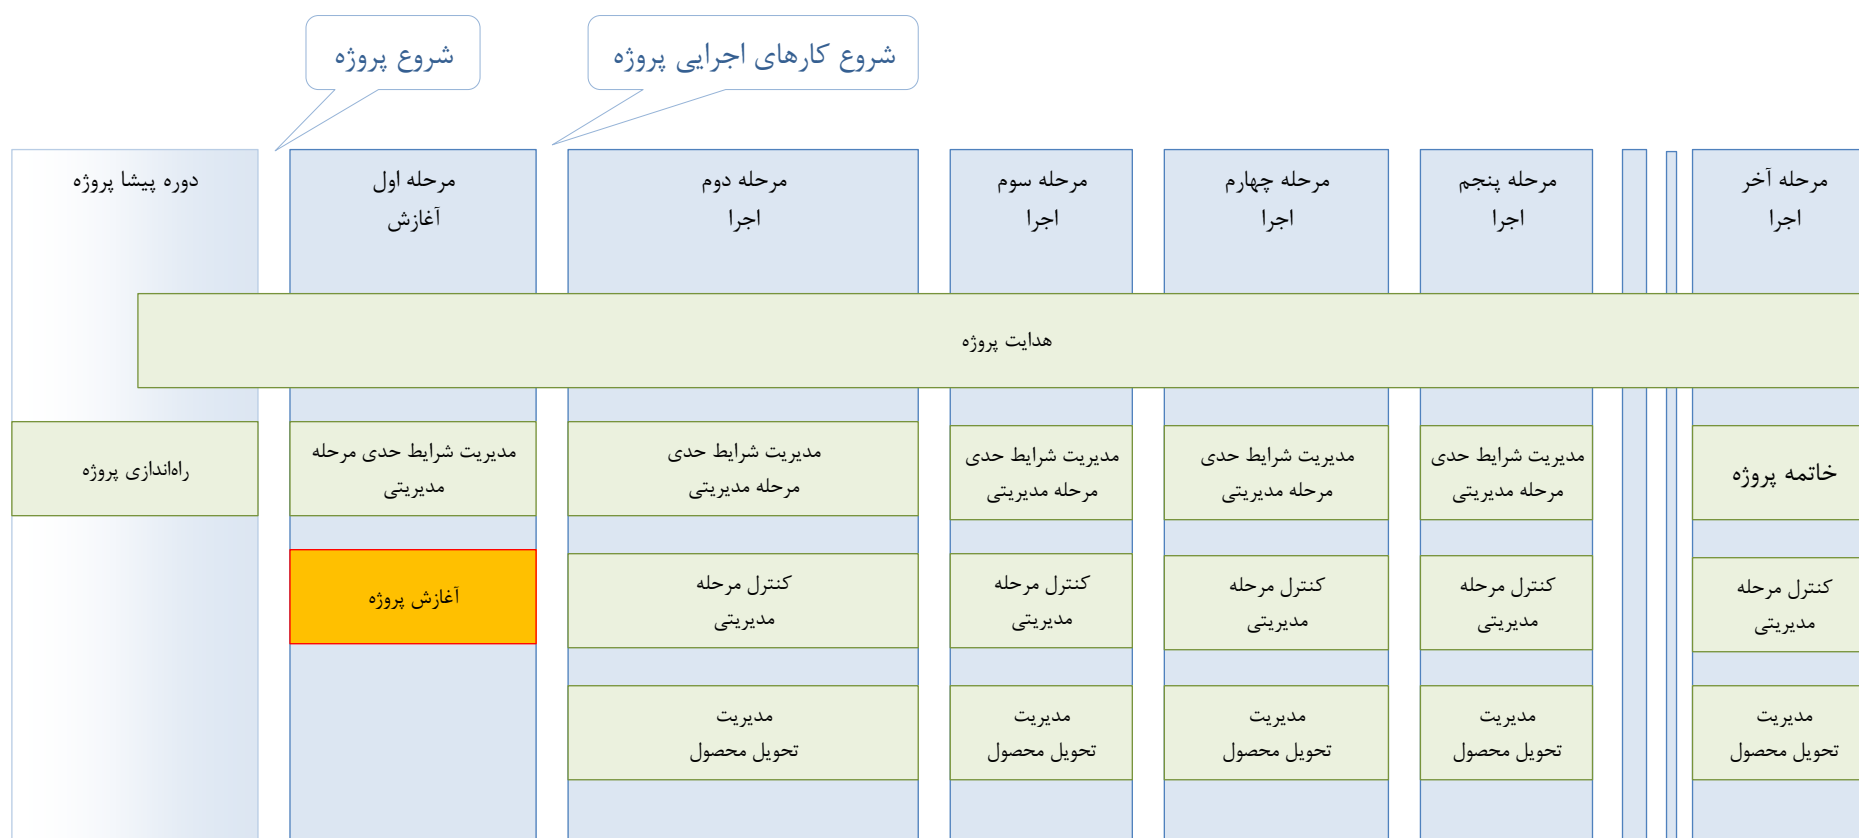 شروع پروژه
شروع کارهای اجرایی پروژه
دوره پیشا پروژه
مرحله اول
آغازش
مرحله دوم
اجرا
مرحله سوم
اجرا
مرحله چهارم
اجرا
مرحله پنجم
اجرا
مرحله آخر
اجرا
هدایت پروژه
راه‌اندازی پروژه
مدیریت شرایط حدی مرحله
مدیریتی
مدیریت شرایط حدی
مرحله مدیریتی
مدیریت شرایط حدی
مرحله مدیریتی
مدیریت شرایط حدی
مرحله مدیریتی
مدیریت شرایط حدی
مرحله مدیریتی
خاتمه پروژه
آغازش پروژه
کنترل مرحله
مدیریتی
کنترل مرحله
مدیریتی
کنترل مرحله
مدیریتی
کنترل مرحله
مدیریتی
کنترل مرحله
مدیریتی
مدیریت
تحویل محصول
مدیریت
تحویل محصول
مدیریت
تحویل محصول
مدیریت
تحویل محصول
مدیریت
تحویل محصول